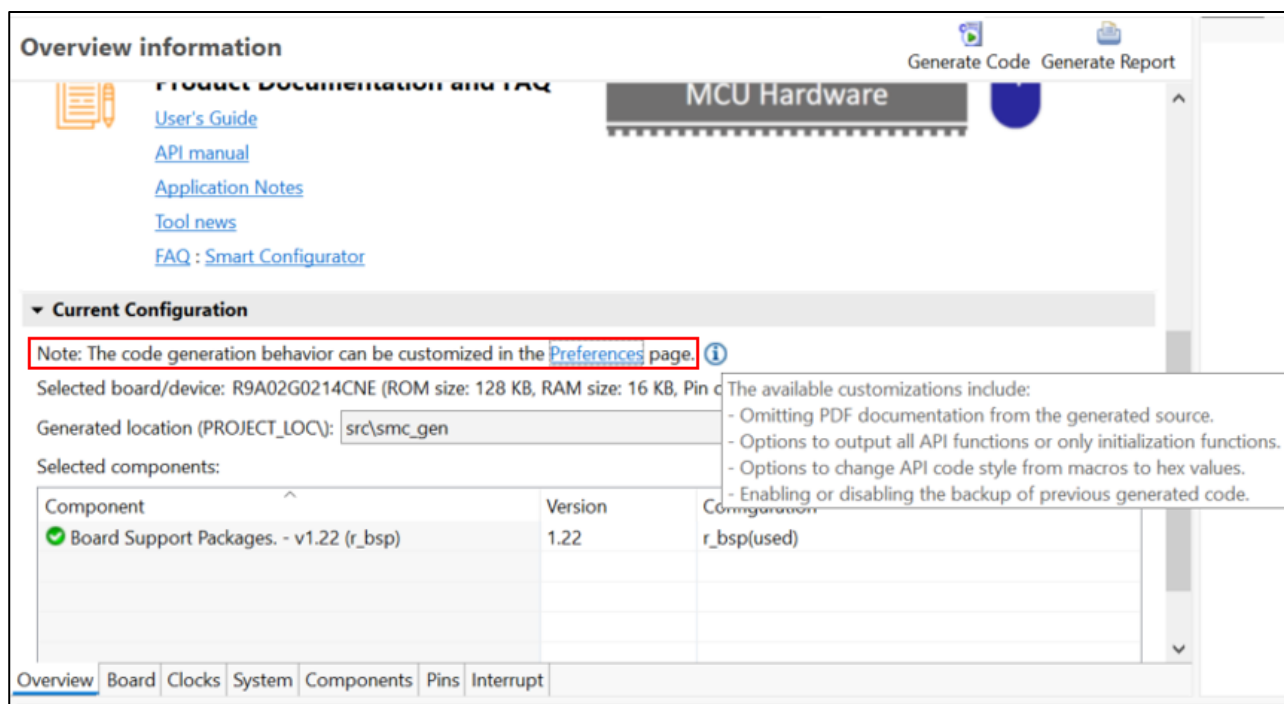 Overview information
Generate Code Generate Report
Product Documentation and FAQ
MCU Hardware
User's Guide
API manual
Application Notes
Tool news
FAQ : Smart Configurator
Current Configuration
Note: The code generation behavior can be customized in the Preferences page.
Selected board/device: R9A02G0214CNE (ROM size: 128 KB, RAM size: 16 KB, Pin c
The available customizations include:
- Omitting PDF documentation from the generated source.
- Options to output all API functions or only initialization functions.
- Options to change API code style from macros to hex values.
- Enabling or disabling the backup of previous generated code.
Generated location (PROJECT_LOC\): src\smc_gen
Selected components:
Component Version Configuration
Board Support Packages. - v1.22 (r_bsp) 1.22 r_bsp(used)
Overview Board Clocks System Components Pins Interrupt